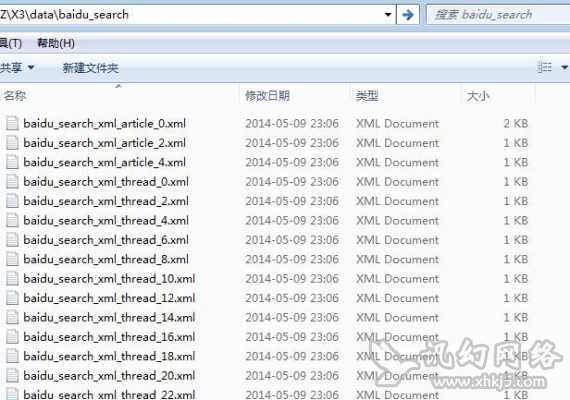 Z\X3\data\baidu_search
搜索 baidu_search
具(T) 帮助(H)
共享 新建文件夹
名称 修改日期 类型 大小
baidu_search_xml_article_0.xml 2014-05-09 23:06 XML Document 2 KB
baidu_search_xml_article_2.xml 2014-05-09 23:06 XML Document 1 KB
baidu_search_xml_article_4.xml 2014-05-09 23:06 XML Document 1 KB
baidu_search_xml_thread_0.xml 2014-05-09 23:06 XML Document 1 KB
baidu_search_xml_thread_2.xml 2014-05-09 23:06 XML Document 1 KB
baidu_search_xml_thread_4.xml 2014-05-09 23:06 XML Document 1 KB
baidu_search_xml_thread_6.xml 2014-05-09 23:06 XML Document 1 KB
baidu_search_xml_thread_8.xml 2014-05-09 23:06 XML Document 1 KB
baidu_search_xml_thread_10.xml 2014-05-09 23:06 XML Document 1 KB
baidu_search_xml_thread_12.xml 2014-05-09 23:06 XML Document 1 KB
baidu_search_xml_thread_14.xml 2014-05-09 23:06 XML Document 1 KB
baidu_search_xml_thread_16.xml 2014-05-09 23:06 XML Document 1 KB
baidu_search_xml_thread_18.xml 2014-05-09 23:06 XML Document 1 KB
baidu_search_xml_thread_20.xml 2014-05-09 23:06 XML Document 1 KB
baidu_search_xml_thread_22.xml 2014-05-09 23:06 XML Document 1 KB
讯幻网络
www.xhkj5.com